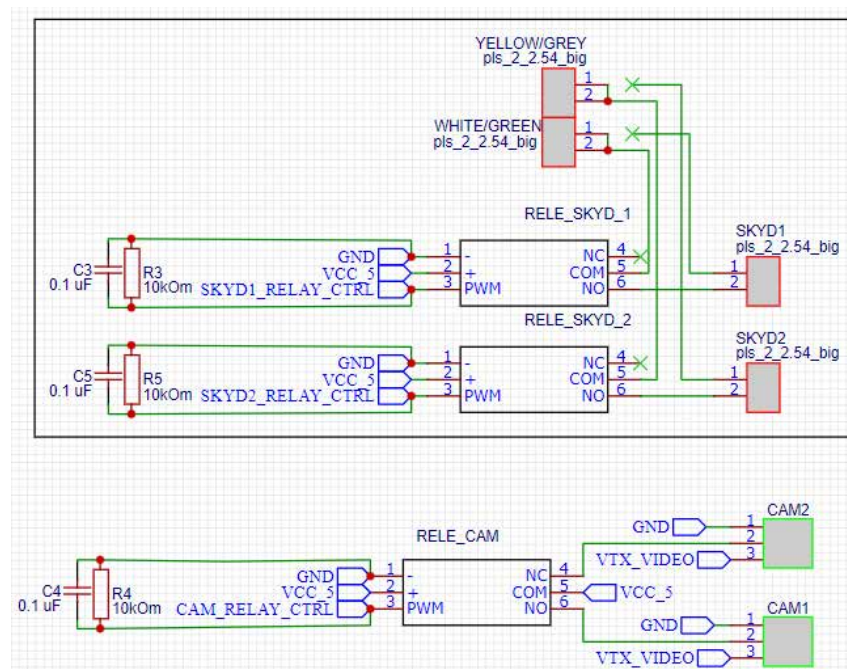 YELLOW/GREY
pls_2_2.54_big
1
2
WHITE/GREEN
pls_2_2.54_big
1
2
RELE_SKYD_1
C3
0.1 uF
R3
10kOm
GND
VCC_5
SKYD1_RELAY_CTRL
1 -
2 +
3 PWM
NC 4
COM 5
NO 6
SKYD1
pls_2_2.54_big
1
2
RELE_SKYD_2
C5
0.1 uF
R5
10kOm
GND
VCC_5
SKYD2_RELAY_CTRL
1 -
2 +
3 PWM
NC 4
COM 5
NO 6
SKYD2
pls_2_2.54_big
1
2
RELE_CAM
C4
0.1 uF
R4
10kOm
GND
VCC_5
CAM_RELAY_CTRL
1 -
2 +
3 PWM
NC 4
COM 5
NO 6
VCC_5
CAM2
GND
VTX_VIDEO
1
2
3
CAM1
GND
VTX_VIDEO
1
2
3